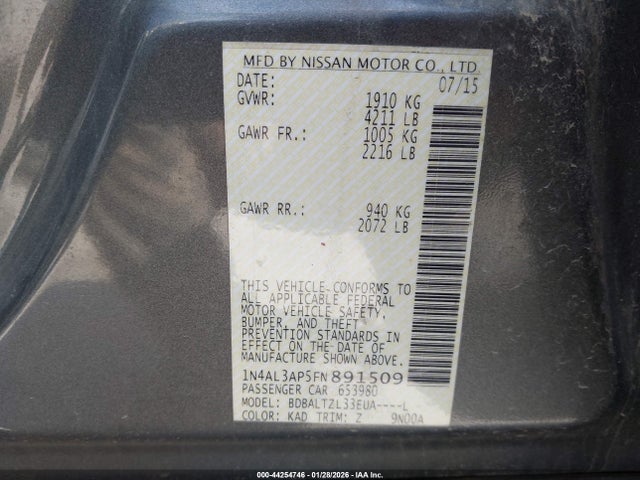 MFD BY NISSAN MOTOR CO., LTD.
DATE: 07/15
GVWR: 1910 KG
4211 LB
GAWR FR.: 1005 KG
2216 LB
GAWR RR.: 940 KG
2072 LB
THIS VEHICLE CONFORMS TO
ALL APPLICABLE FEDERAL
MOTOR VEHICLE SAFETY,
BUMPER, AND THEFT
PREVENTION STANDARDS IN
EFFECT ON THE DATE OF
MANUFACTURE SHOWN ABOVE.
1N4AL3AP5FN891509
PASSENGER CAR 653980
MODEL: BDBALTZL33EUA----L
COLOR: KAD TRIM: Z 9N00A
000-44254746 - 01/28/2026 - IAA Inc.